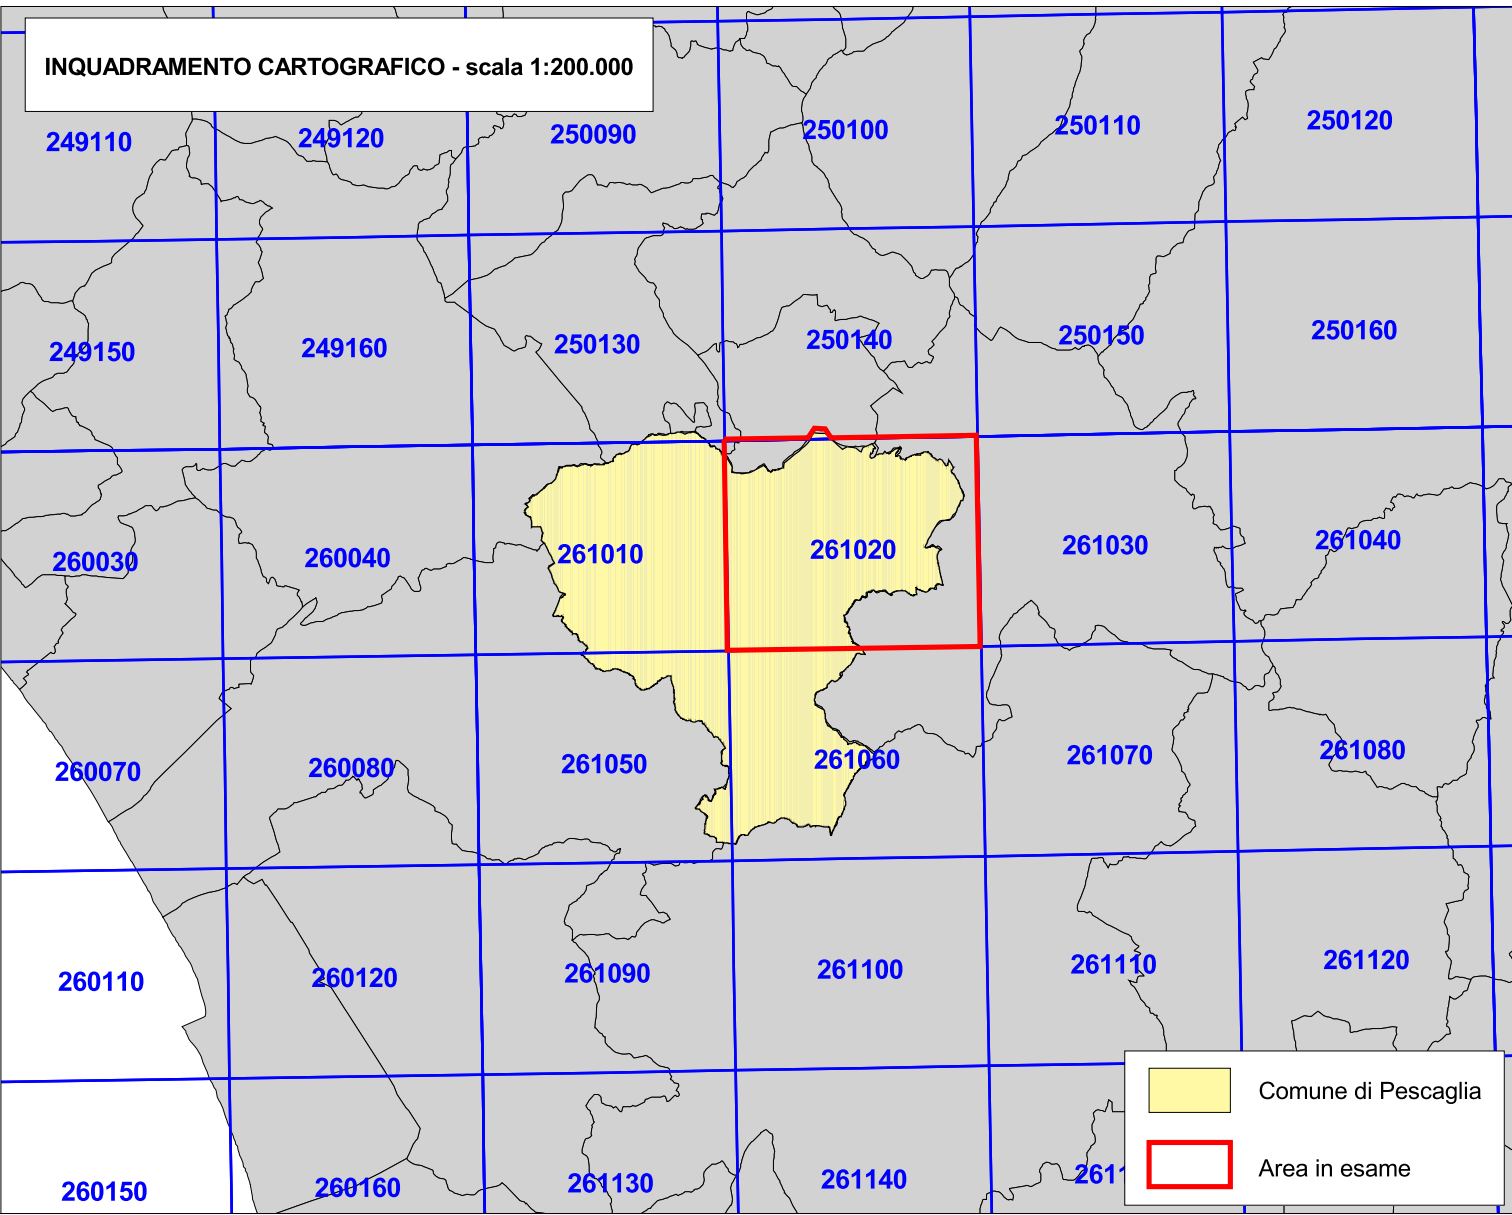 INQUADRAMENTO CARTOGRAFICO - scala 1:200.000
249110 249120 250090 250100 250110 250120
249150 249160 250130 250140 250150 250160
260030 260040 261010 261020 261030 261040
260070 260080 261050 261060 261070 261080
260110 260120 261090 261100 261110 261120
260150 260160 261130 261140 2611
Comune di Pescaglia
Area in esame